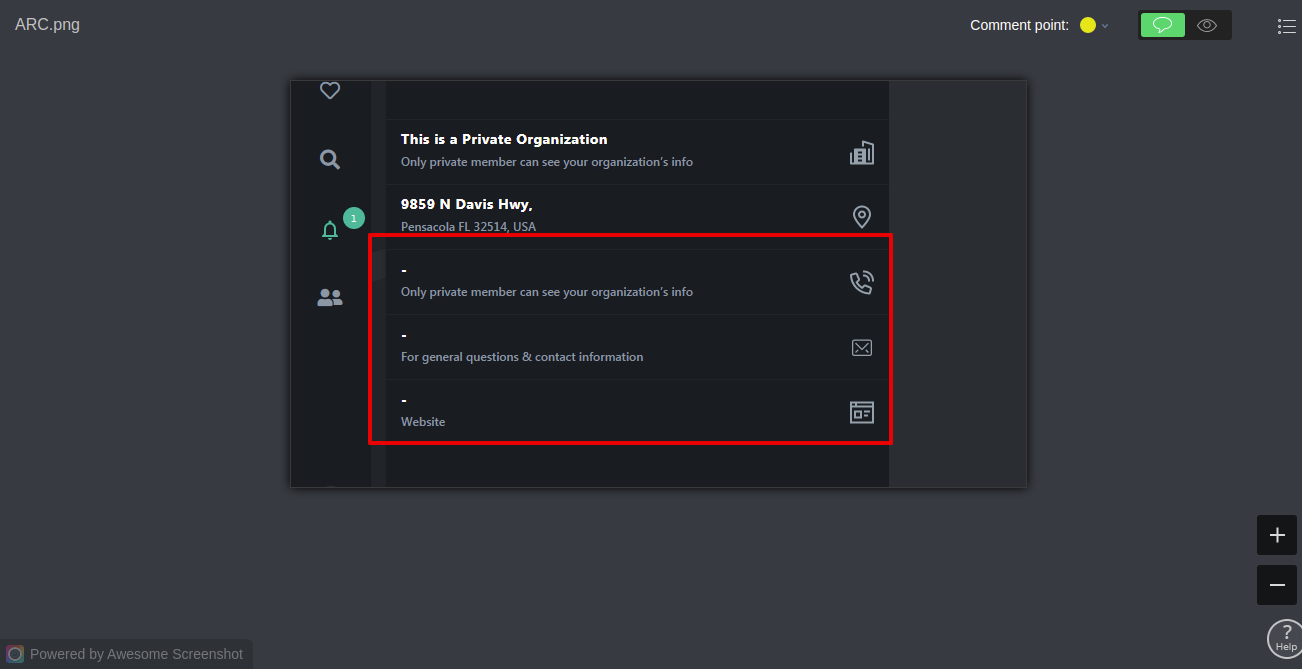 ARC.png
Comment point:
This is a Private Organization
Only private member can see your organization's info
9859 N Davis Hwy,
Pensacola FL 32514, USA
1
-
Only private member can see your organization's info
-
For general questions & contact information
-
Website
?
Help
Powered by Awesome Screenshot